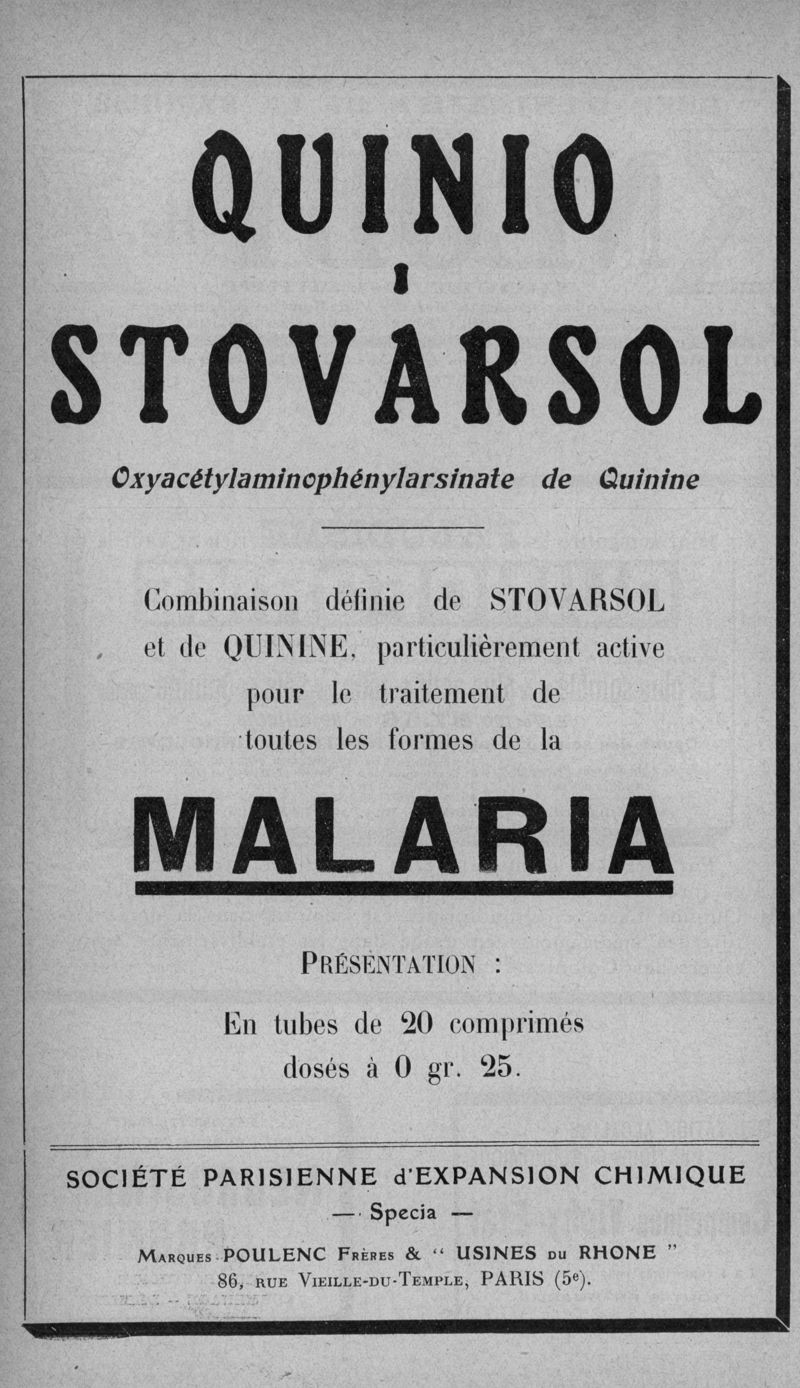 QUINIO
STOVARSOL
Oxyacétylaminophénylarsinate de Quinine
Combinaison définie de STOVARSOL
et de QUININE, particulièrement active
pour le traitement de
toutes les formes de la
MALARIA
PRÉSENTATION :
En tubes de 20 comprimés
dosés à 0 gr. 25.
SOCIÉTÉ PARISIENNE d'EXPANSION CHIMIQUE
— Specia —
MARQUES POULENC FRÈRES & “ USINES DU RHONE ”
86, RUE VIEILLE-DU-TEMPLE, PARIS (5e).